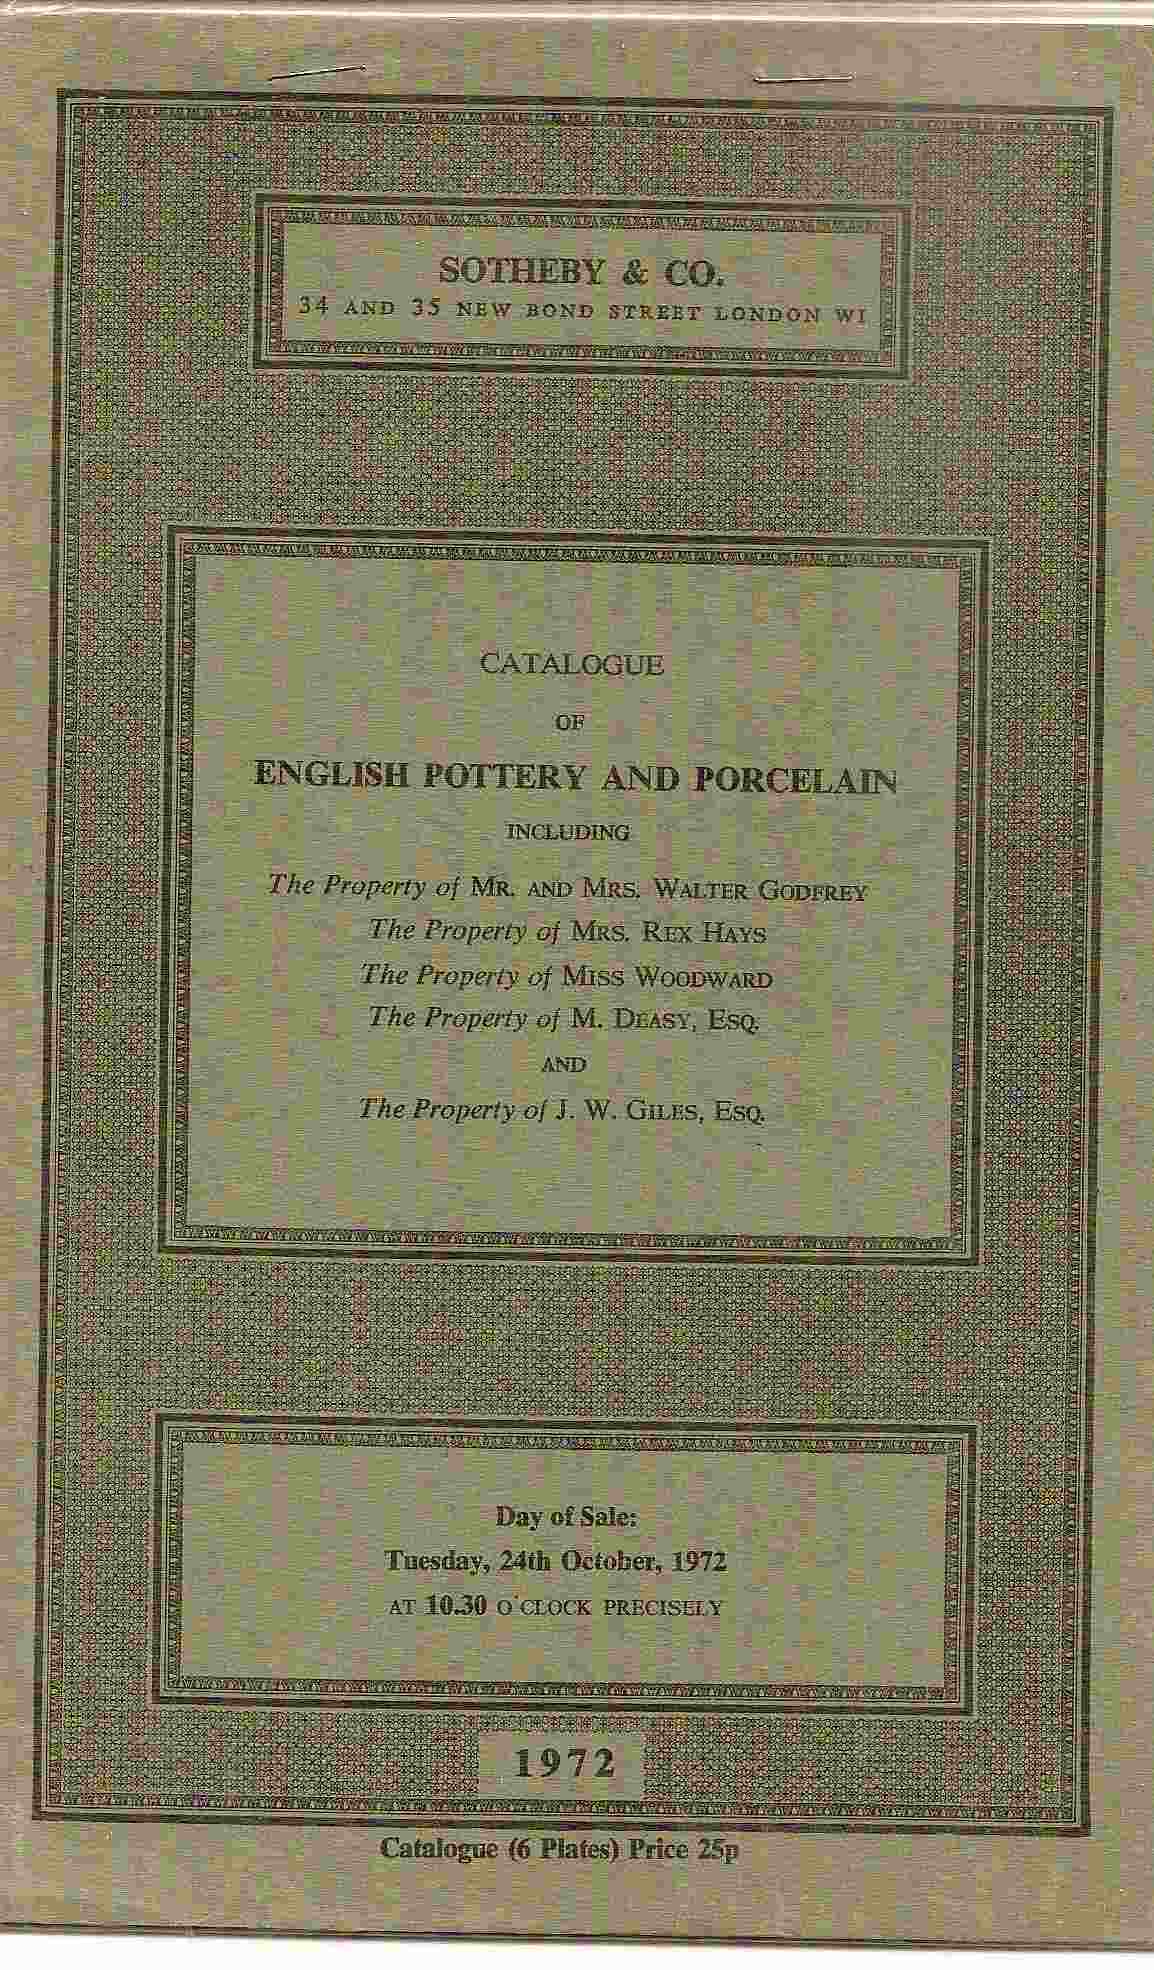 SOTHEBY & CO.
34 AND 35 NEW BOND STREET LONDON WI
CATALOGUE
OF
ENGLISH POTTERY AND PORCELAIN
INCLUDING
The Property of MR. AND MRS. WALTER GODFREY
The Property of MRS. REX HAYS
The Property of MISS WOODWARD
The Property of M. DEASY, ESQ.
AND
The Property of J. W. GILES, ESQ.
Day of Sale:
Tuesday, 24th October, 1972
AT 10.30 O'CLOCK PRECISELY
1972
Catalogue (6 Plates) Price 25p